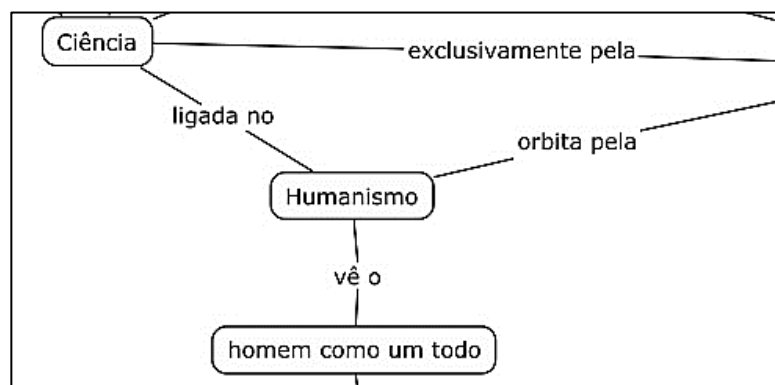 Ciência
exclusivamente pela
ligada no
orbita pela
Humanismo
vê o
homem como um todo